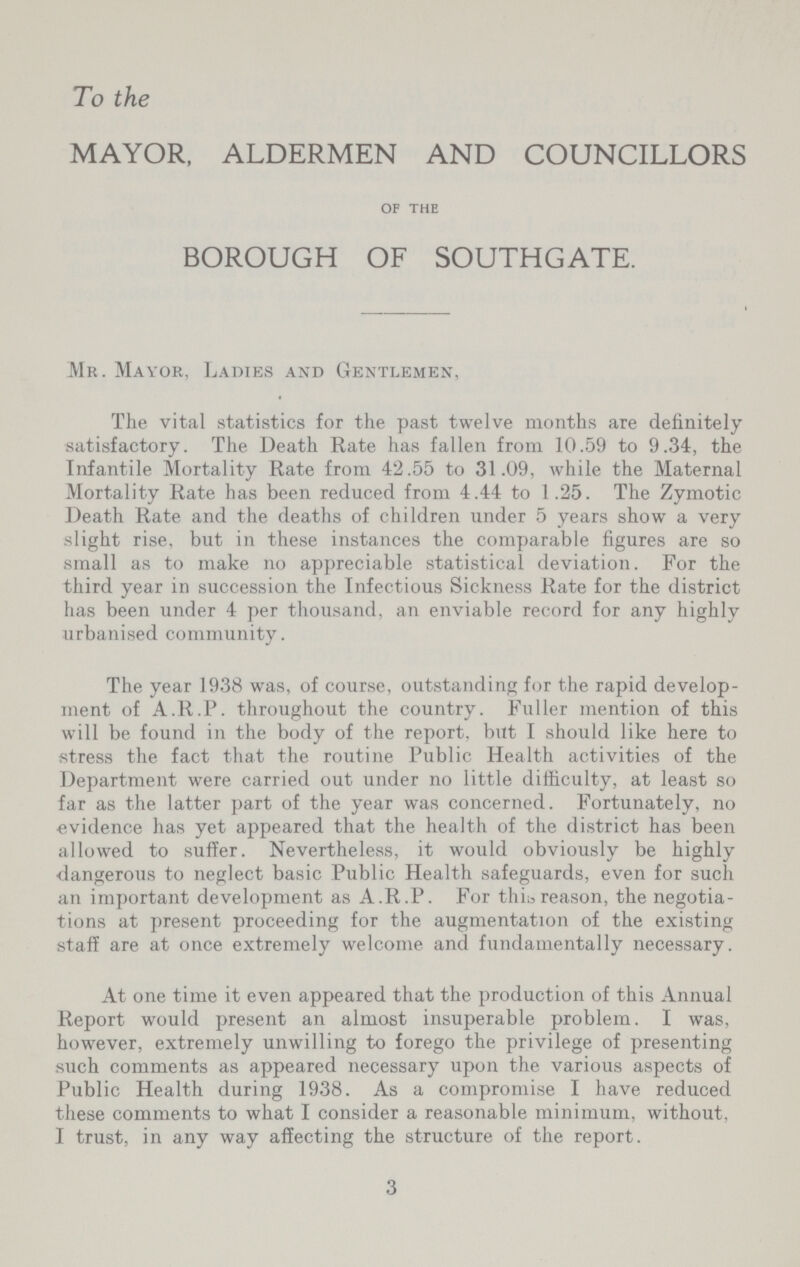 To the
MAYOR, ALDERMEN AND COUNCILLORS
OF THE
BOROUGH OF SOUTHGATE.
Mr. Mayor, Ladies and Gentlemen,
The vital statistics for the past twelve months are definitely
satisfactory. The Death Rate has fallen from 10.59 to 9.34, the
Infantile Mortality Rate from 42.55 to 31.09, while the Maternal
Mortality Rate has been reduced from 4.44 to 1.25. The Zymotic
Death Rate and the deaths of children under 5 years show a very
slight rise, but in these instances the comparable figures are so
small as to make no appreciable statistical deviation. For the
third year in succession the Infectious Sickness Rate for the district
has been under 4 per thousand, an enviable record for any highly
urbanised community.
The year 1938 was, of course, outstanding for the rapid develop-
ment of A.R.P. throughout the country. Fuller mention of this
will be found in the body of the report, but I should like here to
stress the fact that the routine Public Health activities of the
Department were carried out under no little difficulty, at least so
far as the latter part of the year was concerned. Fortunately, no
evidence has yet appeared that the health of the district has been
allowed to suffer. Nevertheless, it would obviously be highly
dangerous to neglect basic Public Health safeguards, even for such
an important development as A.R.P. For this reason, the negotia-
tions at present proceeding for the augmentation of the existing
staff are at once extremely welcome and fundamentally necessary.
At one time it even appeared that the production of this Annual
Report would present an almost insuperable problem. I was,
however, extremely unwilling to forego the privilege of presenting
such comments as appeared necessary upon the various aspects of
Public Health during 1938. As a compromise I have reduced
these comments to what I consider a reasonable minimum, without,
I trust, in any way affecting the structure of the report.
3